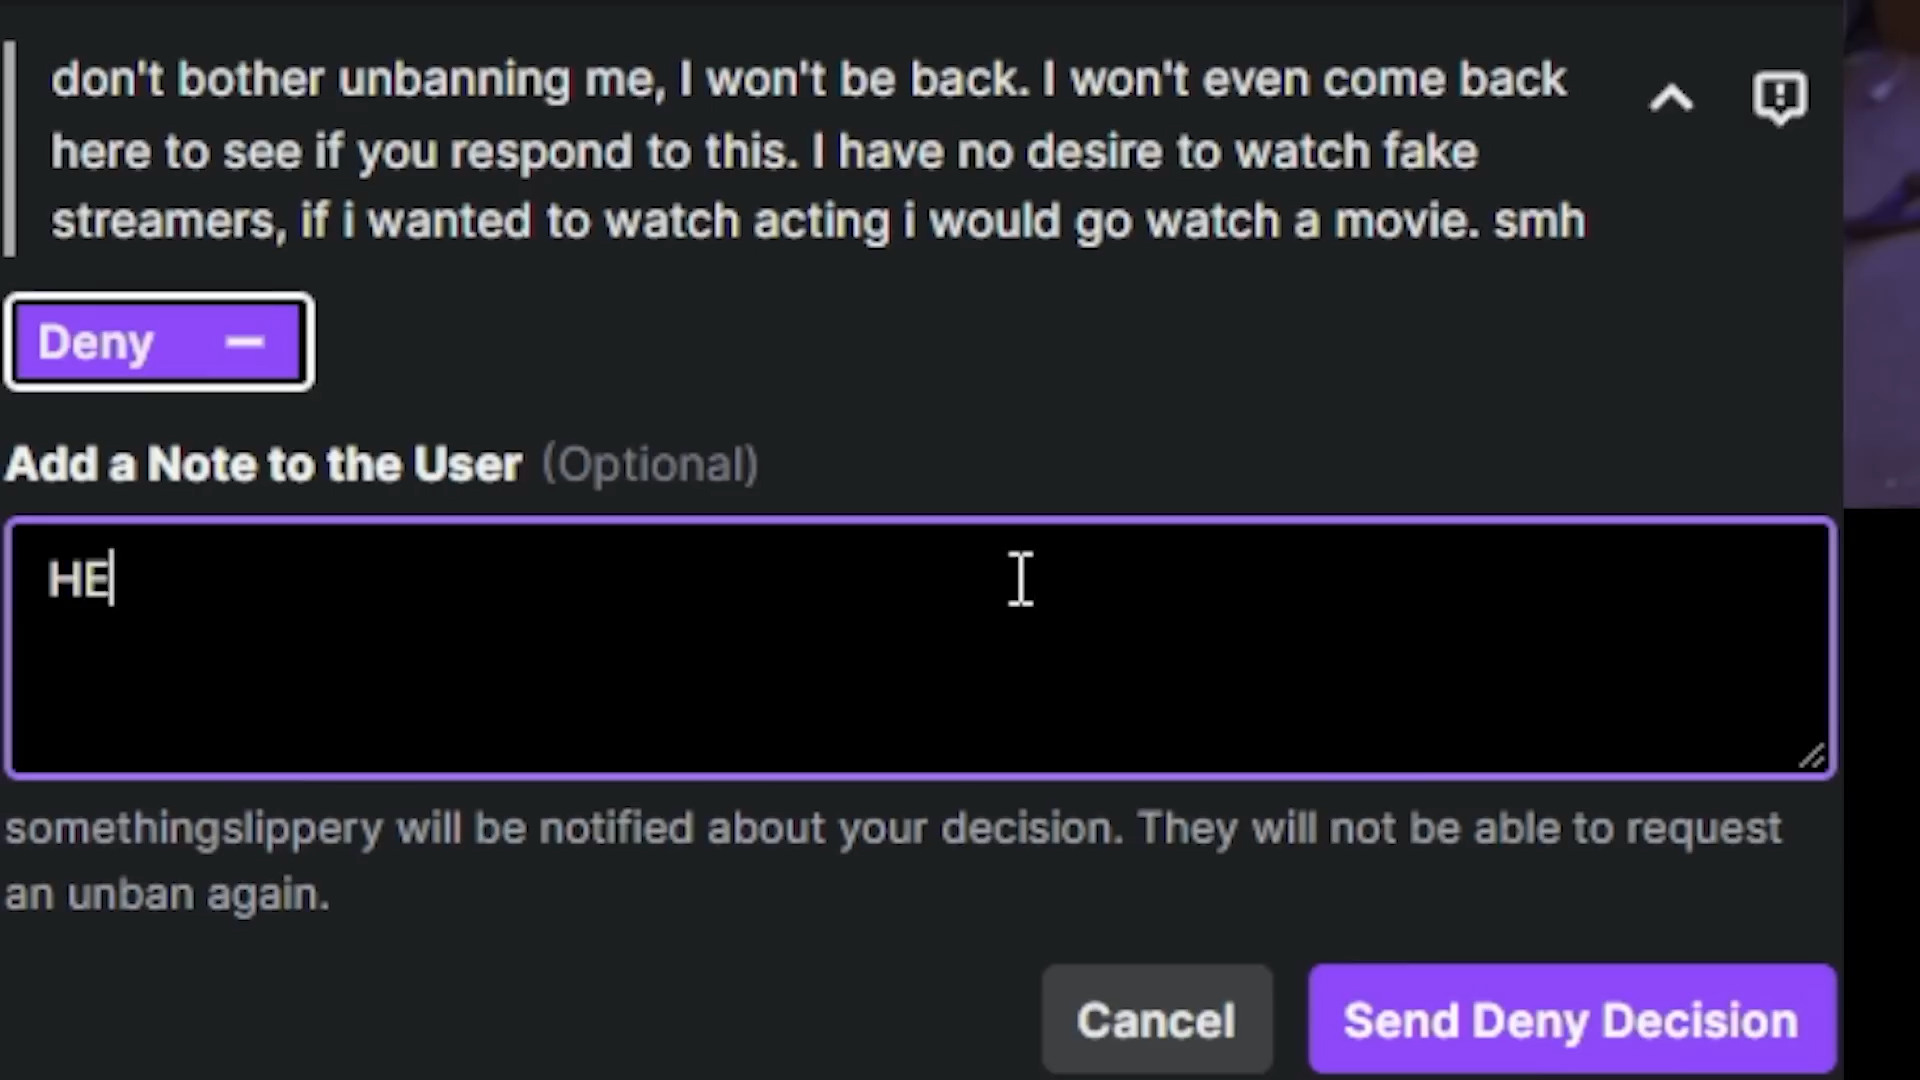 don't bother unbanning me, I won't be back. I won't even come back
here to see if you respond to this. I have no desire to watch fake
streamers, if i wanted to watch acting i would go watch a movie. smh
Deny
Add a Note to the User (Optional)
HE
somethingslippery will be notified about your decision. They will not be able to request
an unban again.
Cancel
Send Deny Decision